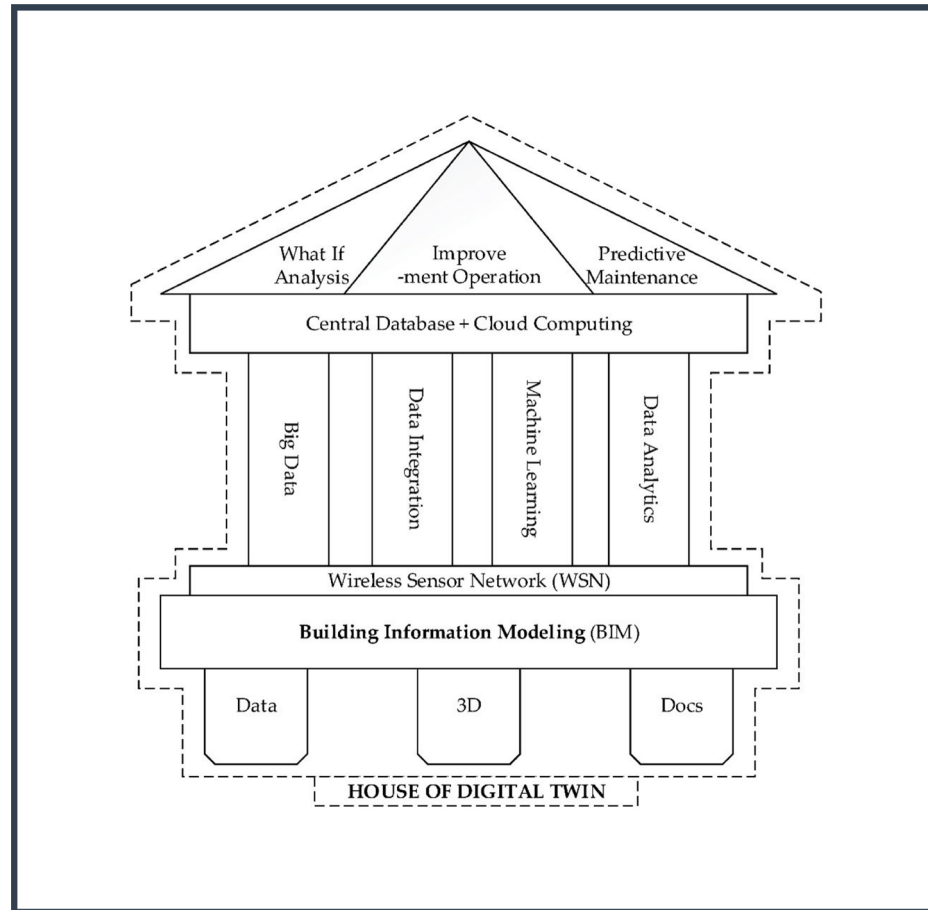 What If
Analysis
Improve
-ment Operation
Predictive
Maintenance
Central Database + Cloud Computing
Big Data
Data Integration
Machine Learning
Data Analytics
Wireless Sensor Network (WSN)
Building Information Modeling (BIM)
Data
3D
Docs
HOUSE OF DIGITAL TWIN